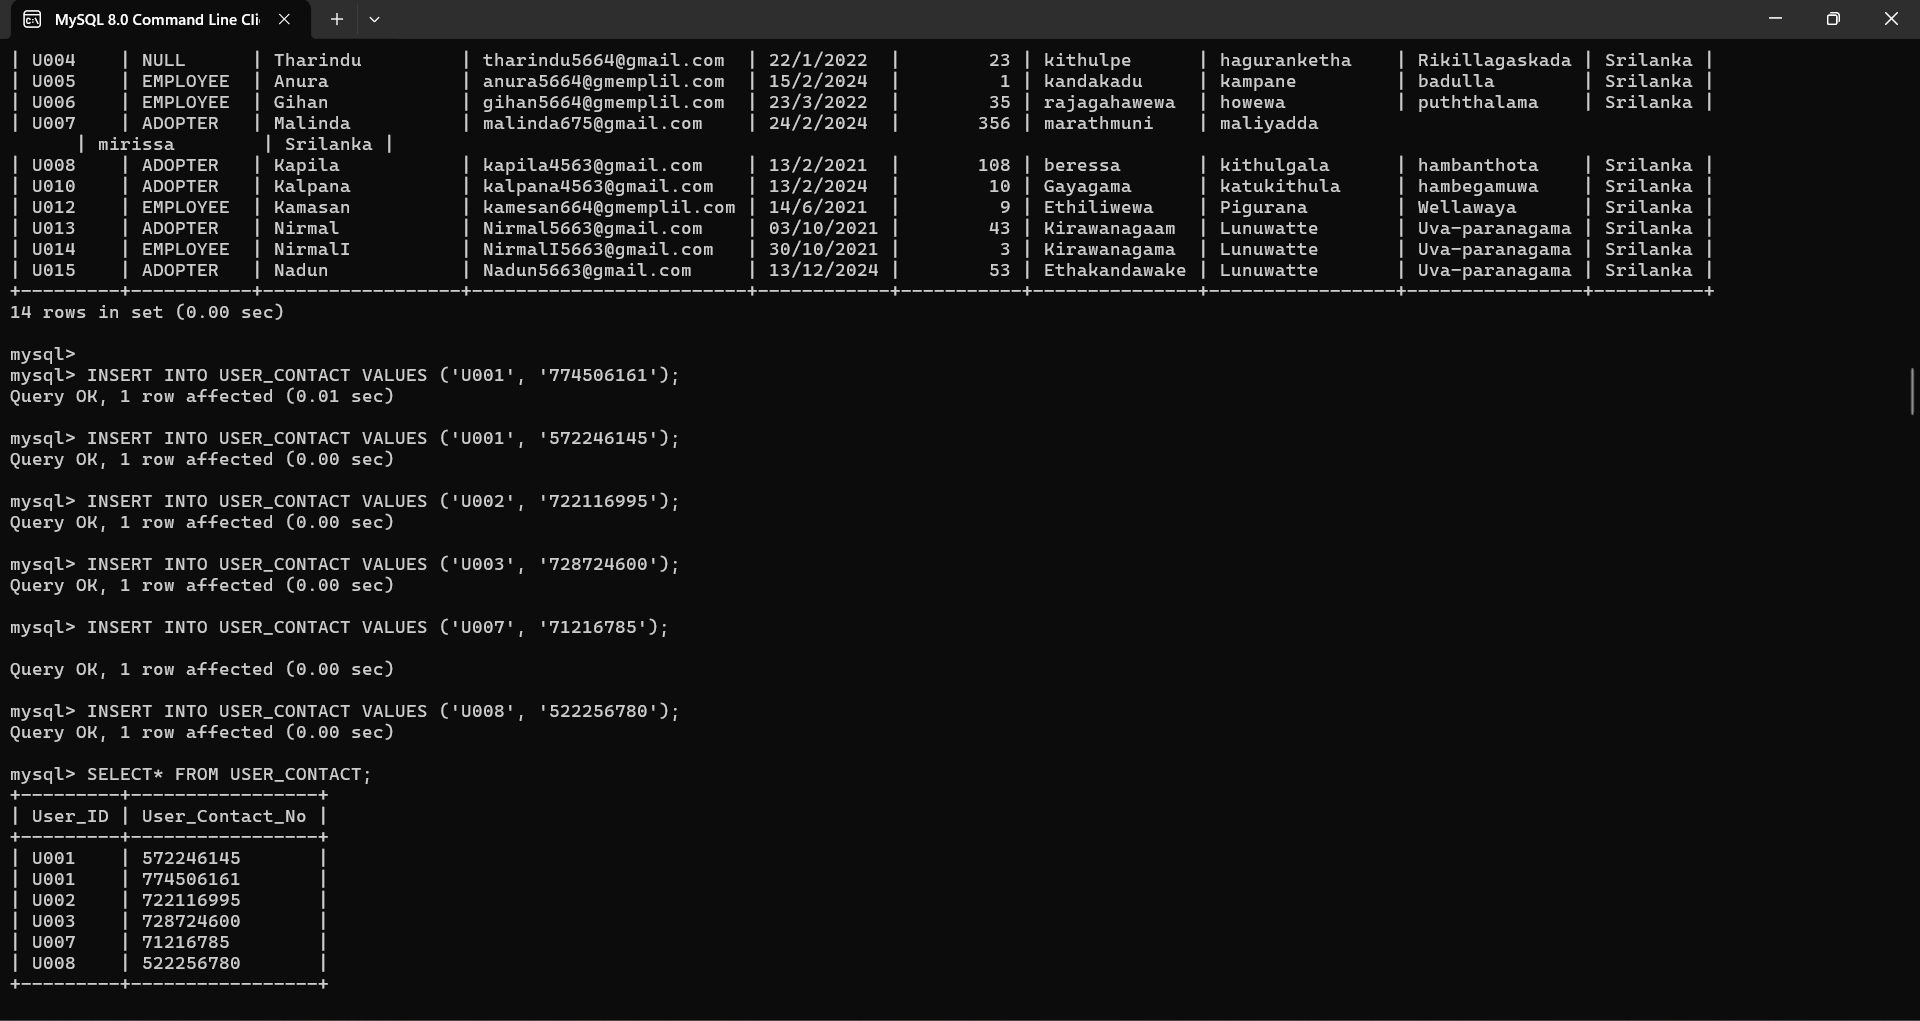 MySQL 8.0 Command Line Cli
| U004    | NULL      | Tharindu         | tharindu5664@gmail.com  | 22/1/2022  |        23 | kithulpe      | haguranketha    | Rikillagaskada | Srilanka |
| U005    | EMPLOYEE  | Anura            | anura5664@gmemplil.com  | 15/2/2024  |         1 | kandakadu     | kampane         | badulla        | Srilanka |
| U006    | EMPLOYEE  | Gihan            | gihan5664@gmemplil.com  | 23/3/2022  |        35 | rajagahawewa  | howewa          | puththalama    | Srilanka |
| U007    | ADOPTER   | Malinda          | malinda675@gmail.com    | 24/2/2024  |       356 | marathmuni    | maliyadda
      | mirissa        | Srilanka |
| U008    | ADOPTER   | Kapila           | kapila4563@gmail.com    | 13/2/2021  |       108 | beressa       | kithulgala      | hambanthota    | Srilanka |
| U010    | ADOPTER   | Kalpana          | kalpana4563@gmail.com   | 13/2/2024  |        10 | Gayagama      | katukithula     | hambegamuwa    | Srilanka |
| U012    | EMPLOYEE  | Kamasan          | kamesan664@gmemplil.com | 14/6/2021  |         9 | Ethiliwewa    | Pigurana        | Wellawaya      | Srilanka |
| U013    | ADOPTER   | Nirmal           | Nirmal5663@gmail.com    | 03/10/2021 |        43 | Kirawanagaam  | Lunuwatte       | Uva-paranagama | Srilanka |
| U014    | EMPLOYEE  | NirmalI          | NirmalI5663@gmail.com   | 30/10/2021 |         3 | Kirawanagama  | Lunuwatte       | Uva-paranagama | Srilanka |
| U015    | ADOPTER   | Nadun            | Nadun5663@gmail.com     | 13/12/2024 |        53 | Ethakandawake | Lunuwatte       | Uva-paranagama | Srilanka |
+---------+-----------+------------------+-------------------------+------------+-----------+---------------+-----------------+----------------+----------+
14 rows in set (0.00 sec)
mysql>
mysql> INSERT INTO USER_CONTACT VALUES ('U001', '774506161');
Query OK, 1 row affected (0.01 sec)
mysql> INSERT INTO USER_CONTACT VALUES ('U001', '572246145');
Query OK, 1 row affected (0.00 sec)
mysql> INSERT INTO USER_CONTACT VALUES ('U002', '722116995');
Query OK, 1 row affected (0.00 sec)
mysql> INSERT INTO USER_CONTACT VALUES ('U003', '728724600');
Query OK, 1 row affected (0.00 sec)
mysql> INSERT INTO USER_CONTACT VALUES ('U007', '71216785');
Query OK, 1 row affected (0.00 sec)
mysql> INSERT INTO USER_CONTACT VALUES ('U008', '522256780');
Query OK, 1 row affected (0.00 sec)
mysql> SELECT* FROM USER_CONTACT;
+---------+-----------------+
| User_ID | User_Contact_No |
+---------+-----------------+
| U001    | 572246145       |
| U001    | 774506161       |
| U002    | 722116995       |
| U003    | 728724600       |
| U007    | 71216785        |
| U008    | 522256780       |
+---------+-----------------+